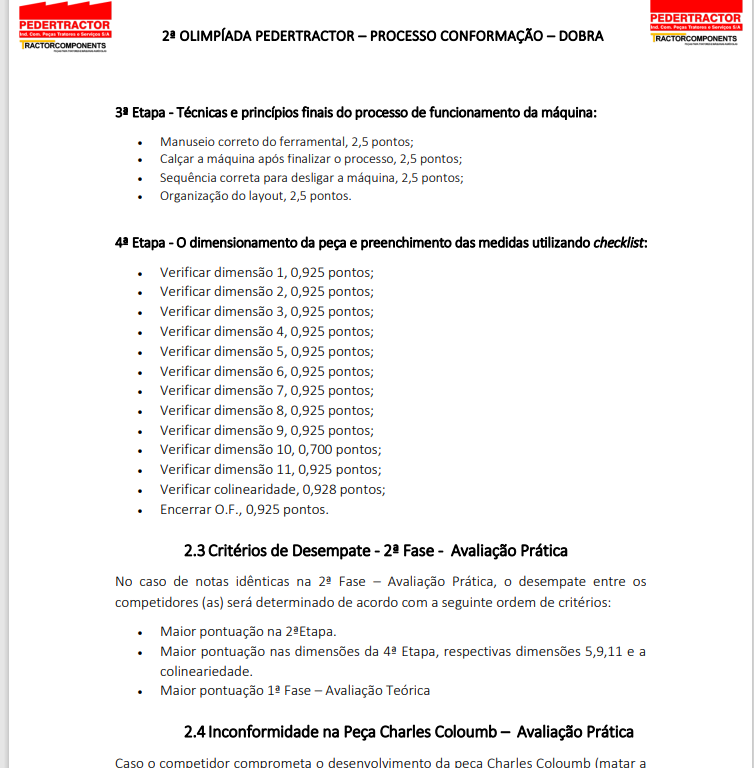 PEDERTRACTOR
Ind. Com. Peças Tratores e Serviços S/A
TRACTORCOMPONENTS
2ª OLIMPÍADA PEDERTRACTOR – PROCESSO CONFORMAÇÃO – DOBRA
PEDERTRACTOR
Ind. Com. Peças Tratores e Serviços S/A
TRACTORCOMPONENTS
3ª Etapa - Técnicas e princípios finais do processo de funcionamento da máquina:
• Manuseio correto do ferramental, 2,5 pontos;
• Calçar a máquina após finalizar o processo, 2,5 pontos;
• Sequência correta para desligar a máquina, 2,5 pontos;
• Organização do layout, 2,5 pontos.
4ª Etapa - O dimensionamento da peça e preenchimento das medidas utilizando checklist:
• Verificar dimensão 1, 0,925 pontos;
• Verificar dimensão 2, 0,925 pontos;
• Verificar dimensão 3, 0,925 pontos;
• Verificar dimensão 4, 0,925 pontos;
• Verificar dimensão 5, 0,925 pontos;
• Verificar dimensão 6, 0,925 pontos;
• Verificar dimensão 7, 0,925 pontos;
• Verificar dimensão 8, 0,925 pontos;
• Verificar dimensão 9, 0,925 pontos;
• Verificar dimensão 10, 0,700 pontos;
• Verificar dimensão 11, 0,925 pontos;
• Verificar colinearidade, 0,928 pontos;
• Encerrar O.F., 0,925 pontos.
2.3 Critérios de Desempate - 2ª Fase - Avaliação Prática
No caso de notas idênticas na 2ª Fase – Avaliação Prática, o desempate entre os
competidores (as) será determinado de acordo com a seguinte ordem de critérios:
• Maior pontuação na 2ªEtapa.
• Maior pontuação nas dimensões da 4ª Etapa, respectivas dimensões 5,9,11 e a
colineariedade.
• Maior pontuação 1ª Fase – Avaliação Teórica
2.4 Inconformidade na Peça Charles Coloumb – Avaliação Prática
Caso o competidor comprometa o desenvolvimento da peça Charles Coloumb (matar a